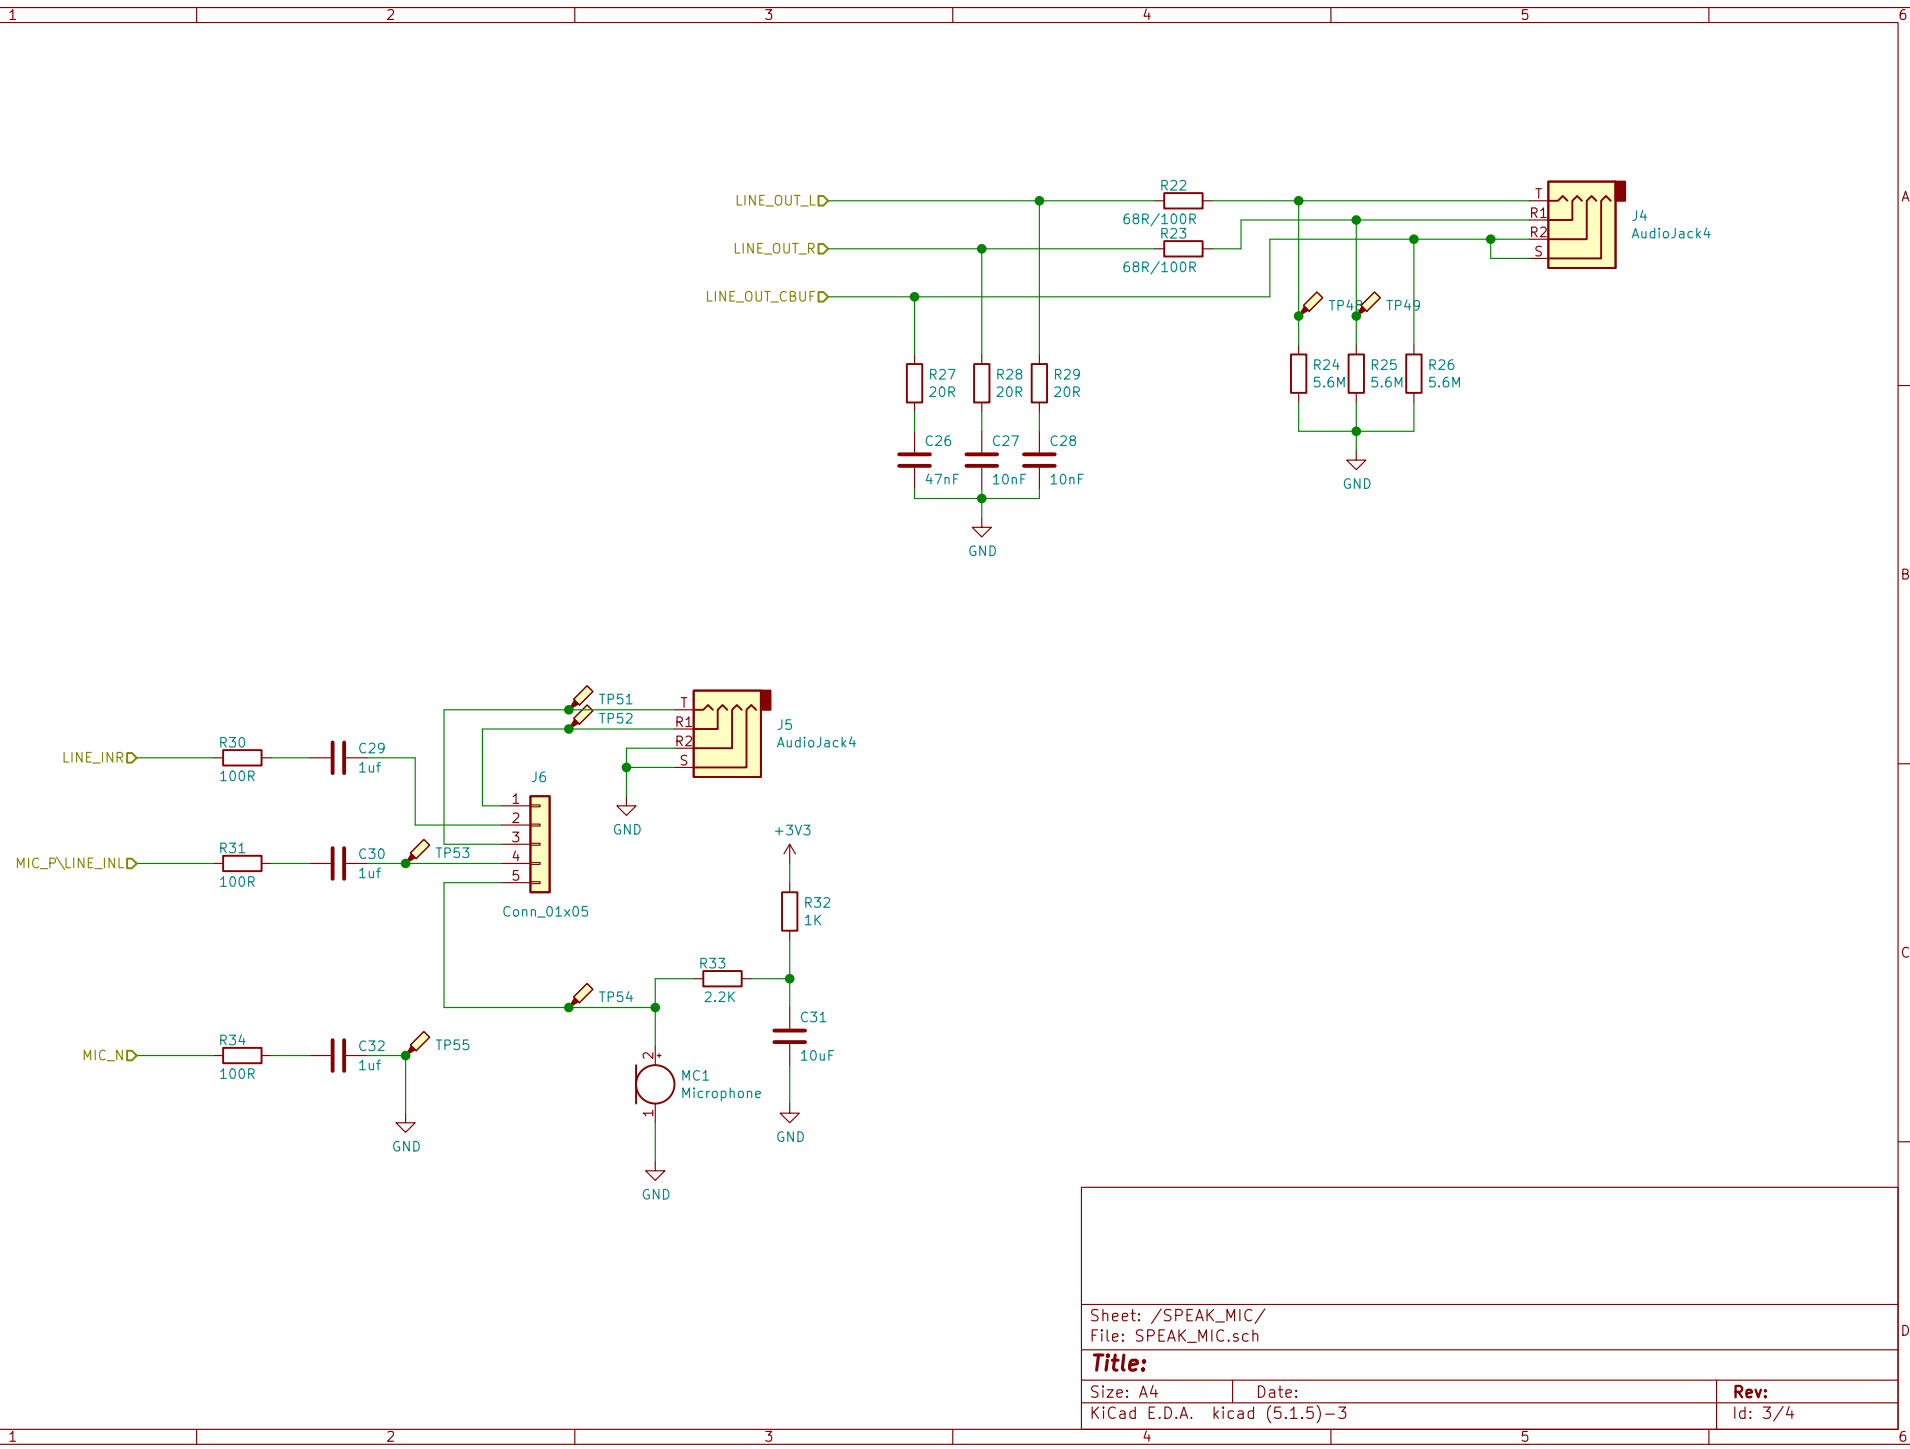 1 2 3 4 5 6
A
B
C
D
LINE_OUT_L
R22
68R/100R
LINE_OUT_R
R23
68R/100R
LINE_OUT_CBUF
T
R1
R2
S
J4
AudioJack4
TP48
TP49
R24
5.6M
R25
5.6M
R26
5.6M
GND
R27
20R
R28
20R
R29
20R
C26
47nF
C27
10nF
C28
10nF
GND
TP51
TP52
T
R1
R2
S
J5
AudioJack4
GND
LINE_INR
R30
100R
C29
1uf
J6
1
2
3
4
5
Conn_01x05
MIC_P\LINE_INL
R31
100R
C30
1uf
TP53
+3V3
R32
1K
R33
2.2K
TP54
C31
10uF
GND
MIC_N
R34
100R
C32
1uf
TP55
GND
2
+
1
MC1
Microphone
GND
Sheet: /SPEAK_MIC/
File: SPEAK_MIC.sch
Title:
Size: A4 Date: Rev:
KiCad E.D.A. kicad (5.1.5)-3 Id: 3/4
1 2 3 4 5 6